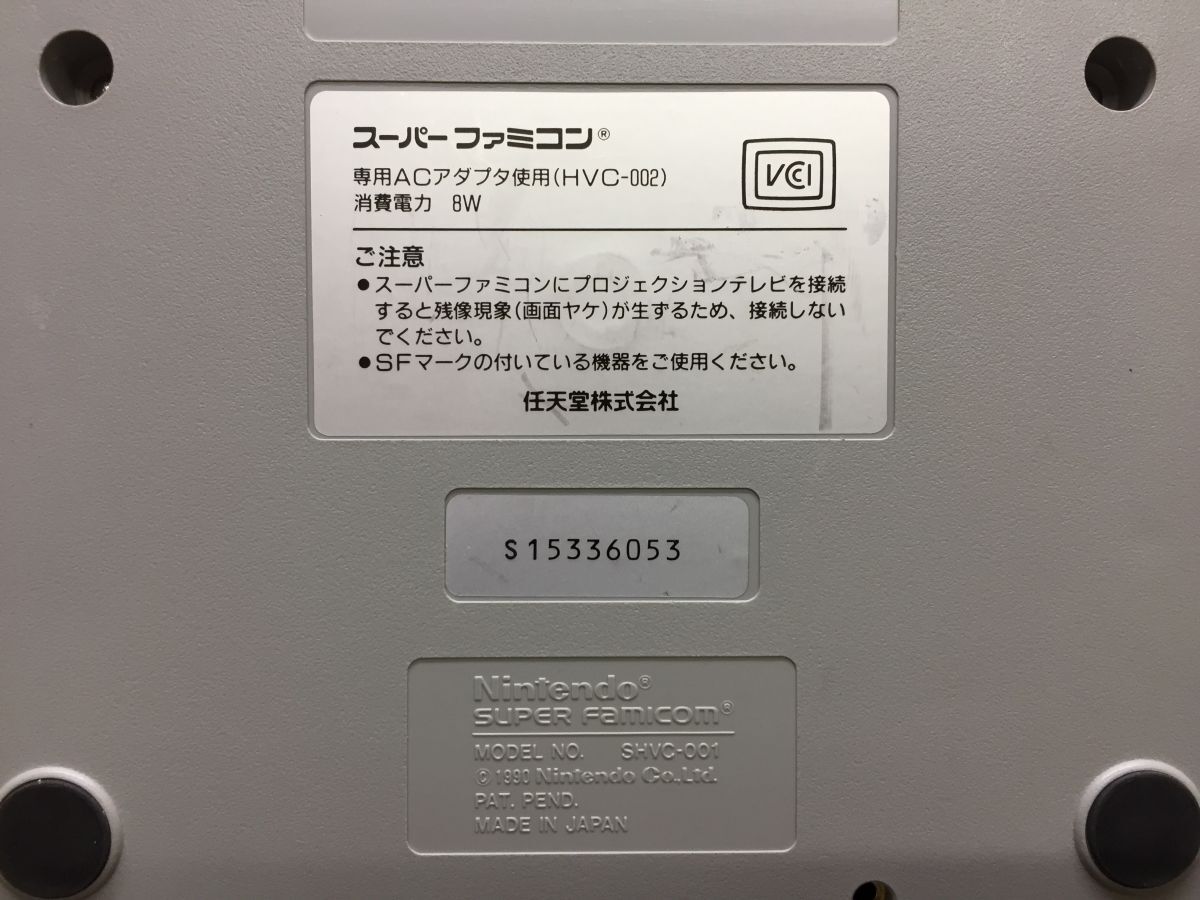 スーパーファミコン®
専用ACアダプタ使用(HVC-002)
消費電力 8W
VCCI
ご注意
●スーパーファミコンにプロジェクションテレビを接続
すると残像現象(画面ヤケ)が生ずるため、接続しない
でください。
●SFマークの付いている機器をご使用ください。
任天堂株式会社
S15336053
Nintendo®
SUPER FAMICOM®
MODEL NO. SHVC-001
©1990 Nintendo Co.,Ltd.
PAT. PEND.
MADE IN JAPAN